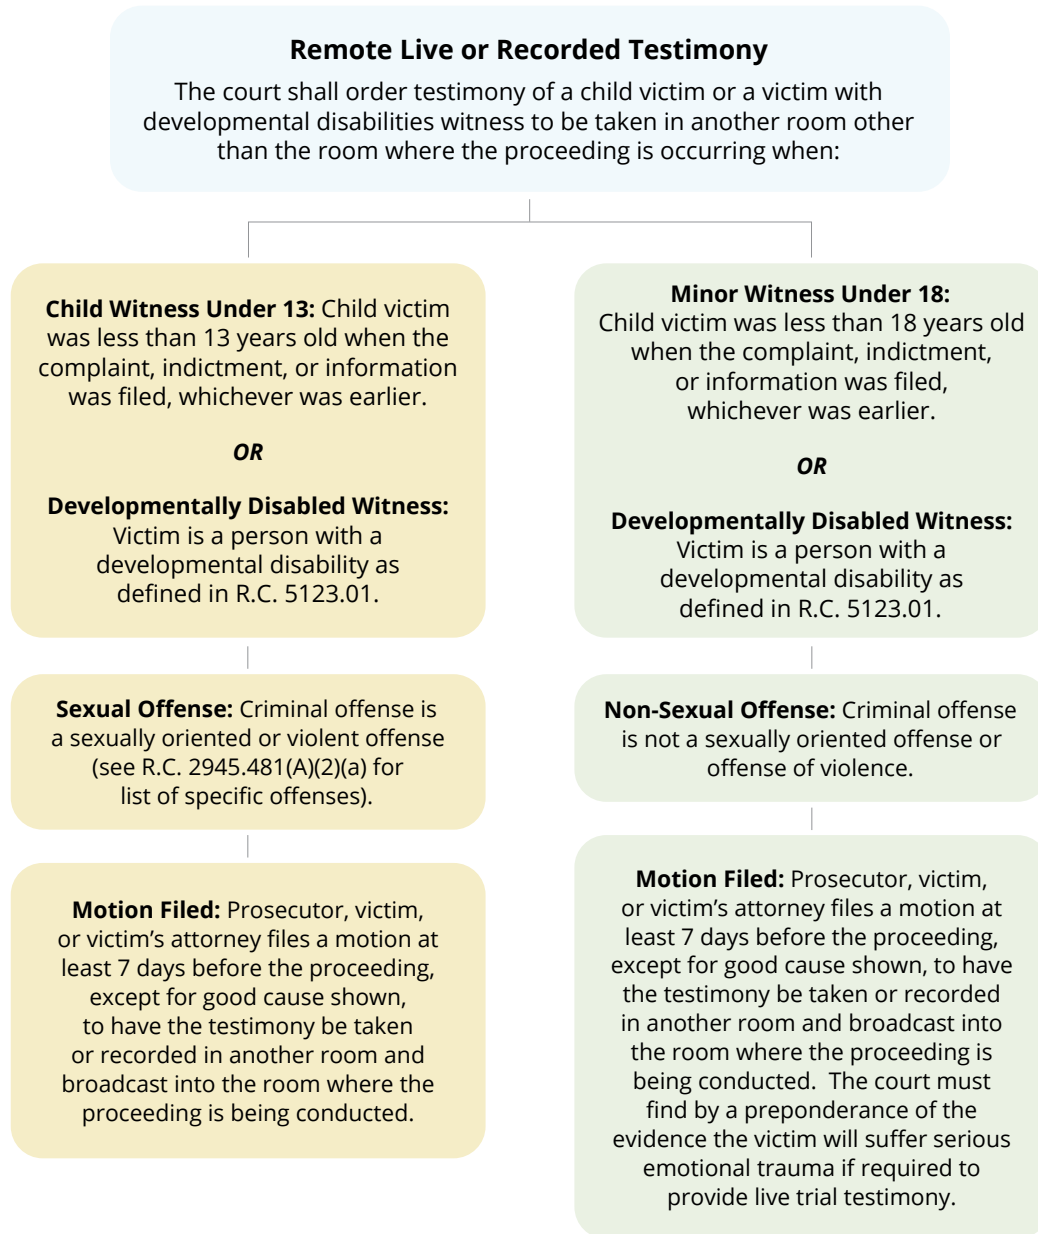 Remote Live or Recorded Testimony
The court shall order testimony of a child victim or a victim with
developmental disabilities witness to be taken in another room other
than the room where the proceeding is occurring when:
Child Witness Under 13: Child victim
was less than 13 years old when the
complaint, indictment, or information
was filed, whichever was earlier.
OR
Developmentally Disabled Witness:
Victim is a person with a
developmental disability as
defined in R.C. 5123.01.
Sexual Offense: Criminal offense is
a sexually oriented or violent offense
(see R.C. 2945.481(A)(2)(a) for
list of specific offenses).
Motion Filed: Prosecutor, victim,
or victim’s attorney files a motion at
least 7 days before the proceeding,
except for good cause shown,
to have the testimony be taken
or recorded in another room and
broadcast into the room where the
proceeding is being conducted.
Minor Witness Under 18:
Child victim was less than 18 years old
when the complaint, indictment,
or information was filed,
whichever was earlier.
OR
Developmentally Disabled Witness:
Victim is a person with a
developmental disability as
defined in R.C. 5123.01.
Non-Sexual Offense: Criminal offense
is not a sexually oriented offense or
offense of violence.
Motion Filed: Prosecutor, victim,
or victim’s attorney files a motion at
least 7 days before the proceeding,
except for good cause shown, to have
the testimony be taken or recorded
in another room and broadcast into
the room where the proceeding is
being conducted.  The court must
find by a preponderance of the
evidence the victim will suffer serious
emotional trauma if required to
provide live trial testimony.